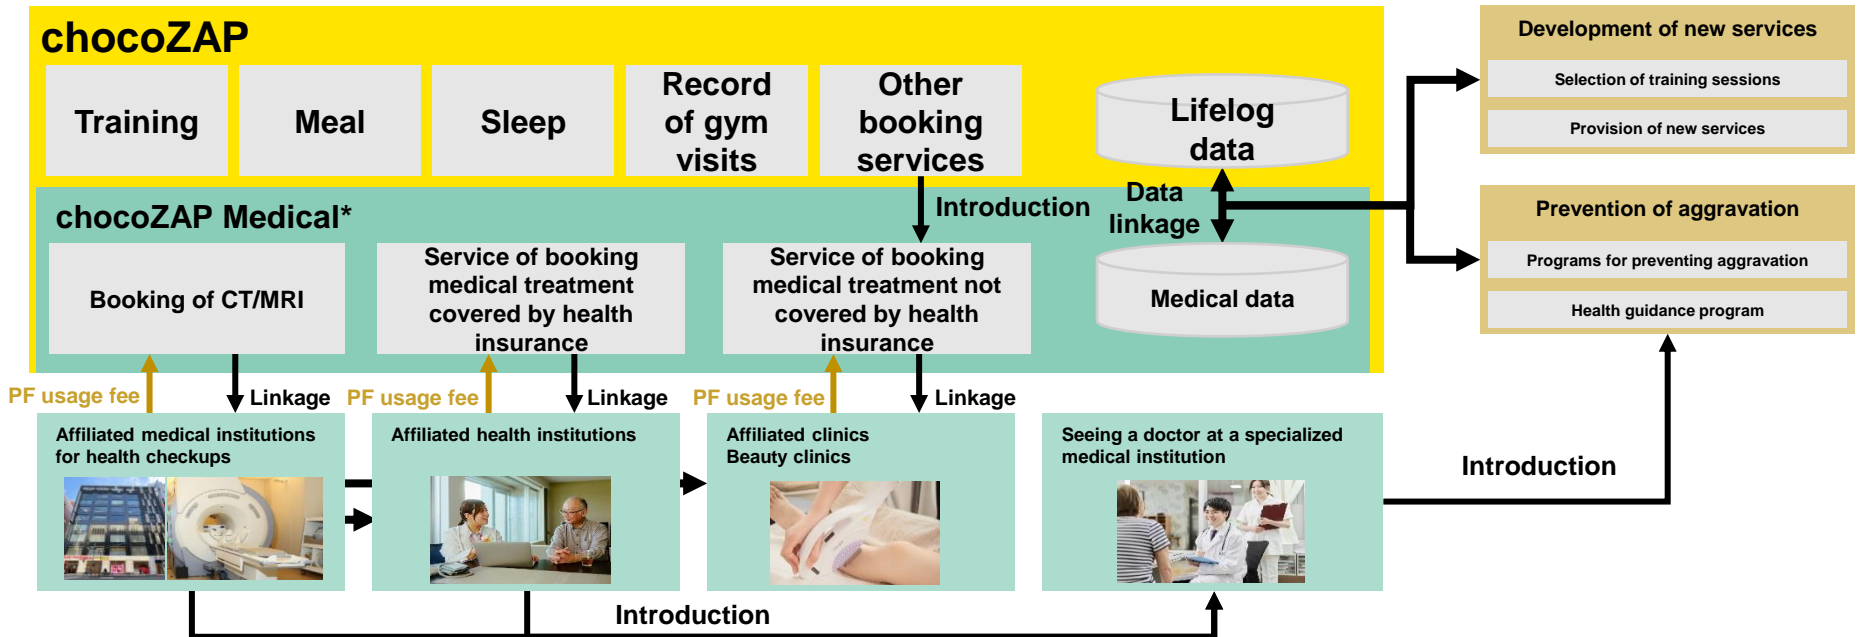 chocoZAP
Training
Meal
Sleep
Record
of gym
visits
Other
booking
services
Lifelog
data
chocoZAP Medical*
Introduction
Data
linkage
Booking of CT/MRI
Service of booking
medical treatment
covered by health
insurance
Service of booking
medical treatment not
covered by health
insurance
Medical data
Development of new services
Selection of training sessions
Provision of new services
Prevention of aggravation
Programs for preventing aggravation
Health guidance program
PF usage fee
Linkage
PF usage fee
Linkage
PF usage fee
Linkage
Affiliated medical institutions
for health checkups
Affiliated health institutions
Affiliated clinics
Beauty clinics
Seeing a doctor at a specialized
medical institution
Introduction
Introduction